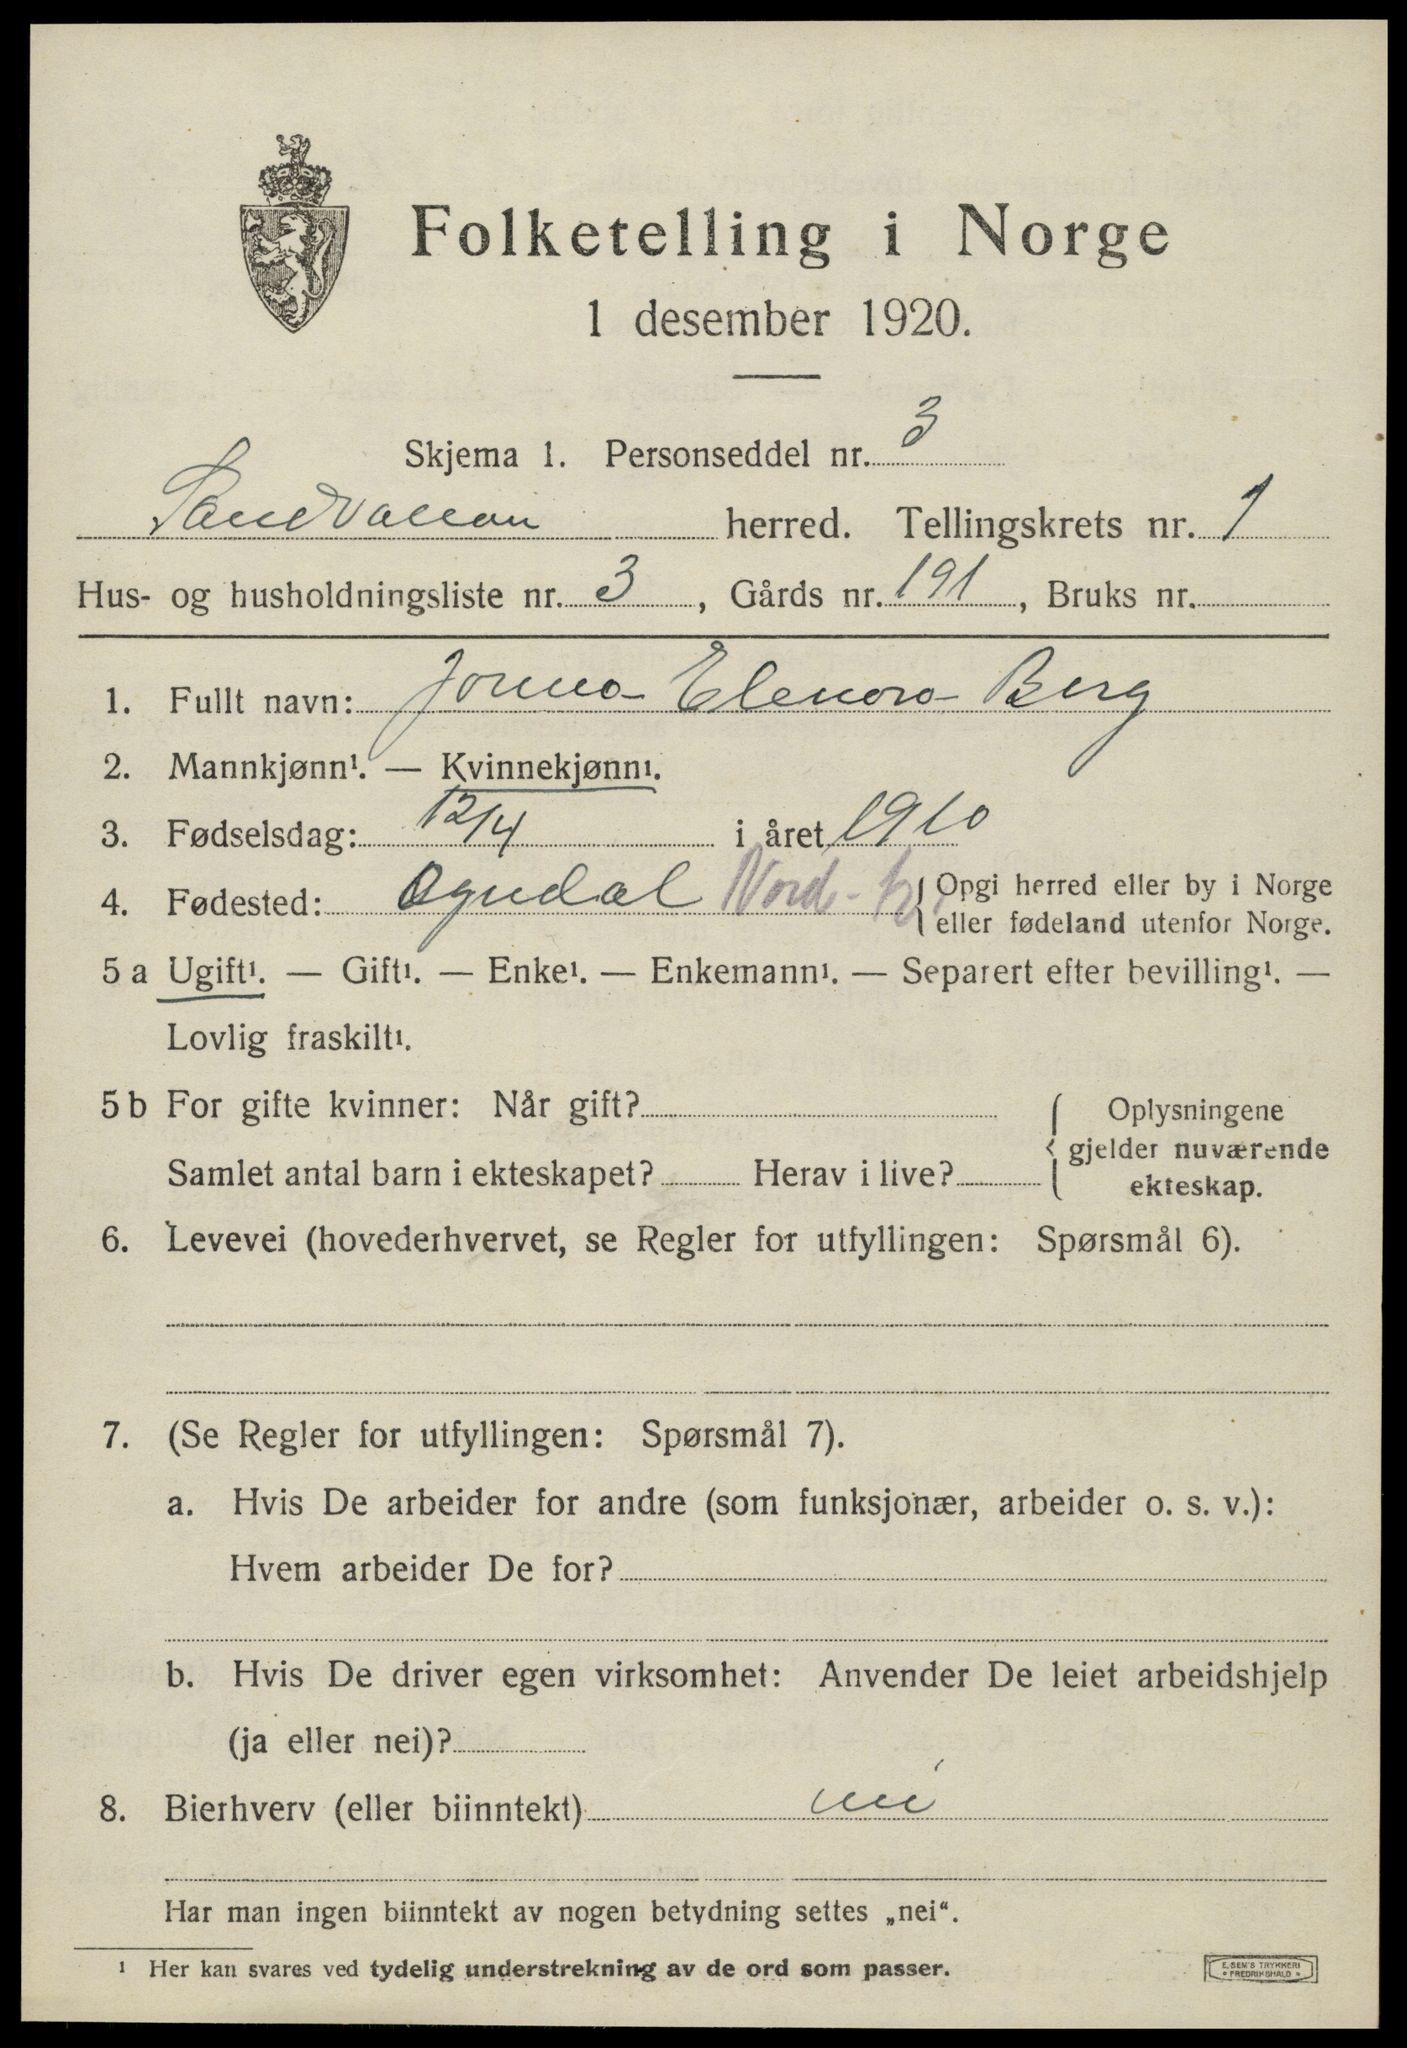 Folketelling i Norge
1 desember 1920.
Skjema 1. Personseddel nr. 3
Sandvollan herred. Tellingskrets nr. 1
Hus- og husholdningsliste nr. 3, Gårds nr. 191, Bruks nr.
1. Fullt navn: Jorma Elenora Berg
2. Mannkjønn¹. — Kvinnekjønn¹.
3. Fødselsdag: 12/4 i året 1910
4. Fødested: Ogndal Nord-Tr. { Opgi herred eller by i Norge
eller fødeland utenfor Norge.
5 a Ugift¹. — Gift¹. — Enke¹. — Enkemann¹. — Separert efter bevilling¹. —
Lovlig fraskilt¹.
5 b For gifte kvinner: Når gift?
Samlet antal barn i ekteskapet? Herav i live?
{ Oplysningene
gjelder nuværende
ekteskap.
6. Levevei (hovederhvervet, se Regler for utfyllingen: Spørsmål 6).
7. (Se Regler for utfyllingen: Spørsmål 7).
a. Hvis De arbeider for andre (som funksjonær, arbeider o. s. v.):
Hvem arbeider De for?
b. Hvis De driver egen virksomhet: Anvender De leiet arbeidshjelp
(ja eller nei)?
8. Bierhverv (eller biinntekt) nei
Har man ingen biinntekt av nogen betydning settes „nei“.
¹ Her kan svares ved tydelig understrekning av de ord som passer.
E. SEM'S TRYKKERI
• FREDRIKSHALD •